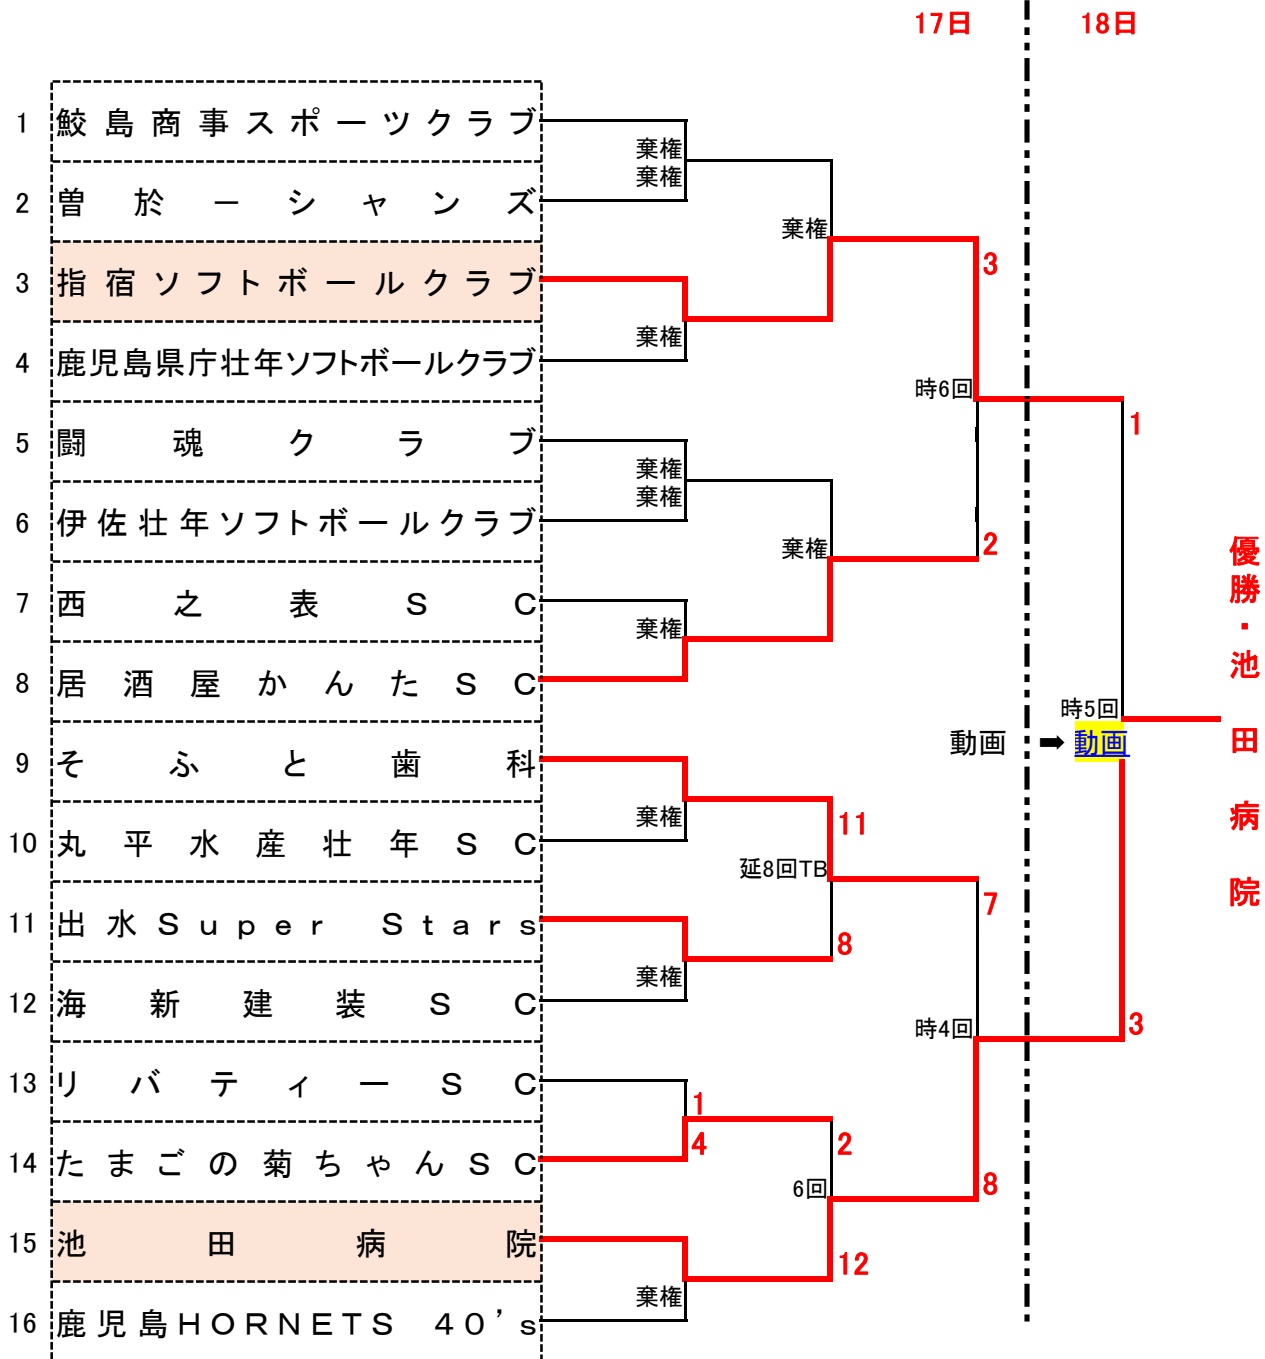 17日 18日
1 鮫島商事スポーツクラブ
棄権
棄権
2 曽於－シャンズ
棄権
3 指宿ソフトボールクラブ
3
棄権
4 鹿児島県庁壮年ソフトボールクラブ
時6回
1
5 闘魂クラブ
棄権
棄権
6 伊佐壮年ソフトボールクラブ
棄権
2
7 西之表SC
棄権
8 居酒屋かんたSC
優勝・池田病院
時5回
動画 ➡ 動画
9 そふと歯科
棄権
11
10 丸平水産壮年SC
延8回TB
7
11 出水Super Stars
8
棄権
12 海新建装SC
時4回
3
13 リバティーSC
1
4
2
14 たまごの菊ちゃんSC
6回
8
15 池田病院
12
棄権
16 鹿児島HORNETS 40's